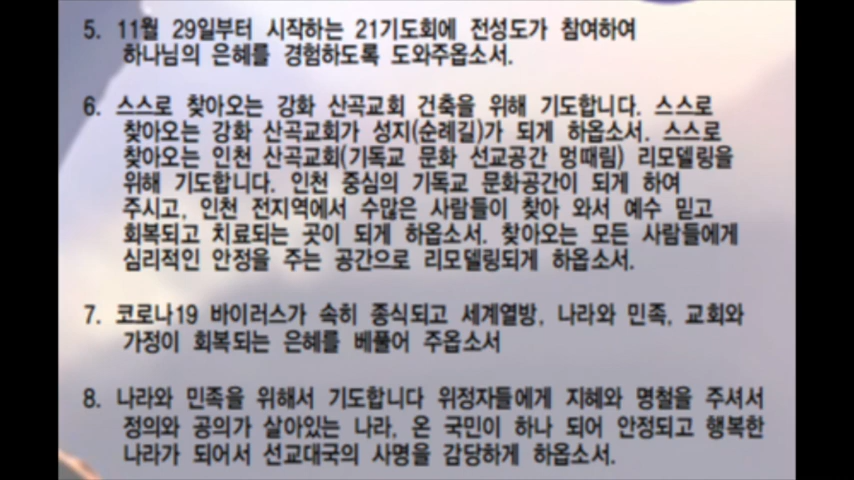 5. 11월 29일부터 시작하는 21기도회에 전성도가 참여하여
하나님의 은혜를 경험하도록 도와주옵소서.
6. 스스로 찾아오는 강화 산곡교회 건축을 위해 기도합니다. 스스로
찾아오는 강화 산곡교회가 성지(순례길)가 되게 하옵소서. 스스로
찾아오는 인천 산곡교회(기독교 문화 선교공간 멍때림) 리모델링을
위해 기도합니다. 인천 중심의 기독교 문화공간이 되게 하여
주시고, 인천 전지역에서 수많은 사람들이 찾아 와서 예수 믿고
회복되고 치료되는 곳이 되게 하옵소서. 찾아오는 모든 사람들에게
심리적인 안정을 주는 공간으로 리모델링되게 하옵소서.
7. 코로나19 바이러스가 속히 종식되고 세계열방, 나라와 민족, 교회와
가정이 회복되는 은혜를 베풀어 주옵소서
8. 나라와 민족을 위해서 기도합니다 위정자들에게 지혜와 명철을 주셔서
정의와 공의가 살아있는 나라, 온 국민이 하나 되어 안정되고 행복한
나라가 되어서 선교대국의 사명을 감당하게 하옵소서.